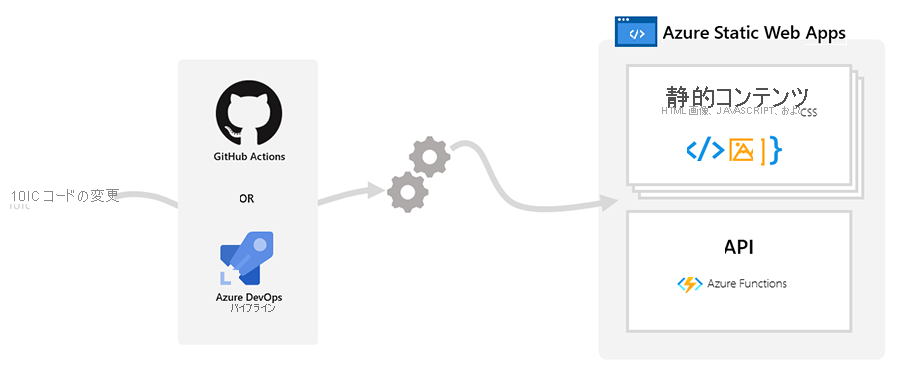 Azure Static Web Apps
静的コンテンツ
HTML 画像、JAVASCRIPT、および
CSS
GitHub Actions
10IC コードの変更
OR
API
Azure Functions
Azure DevOps
パイプライン